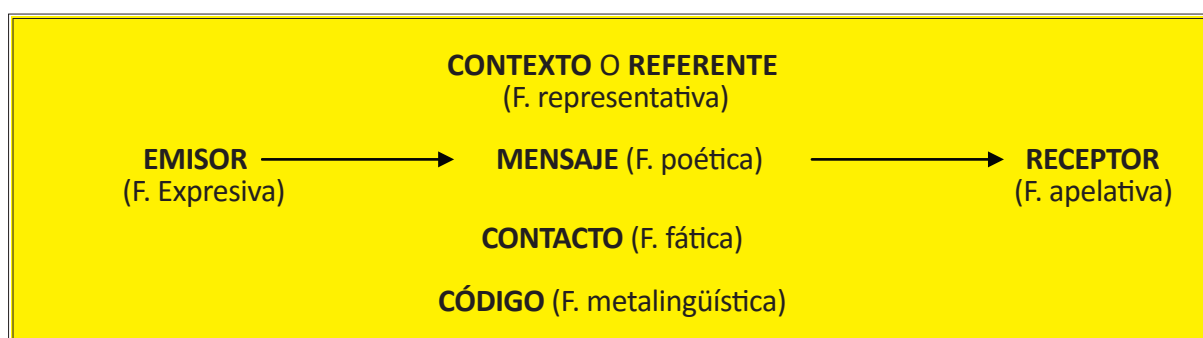 CONTEXTO O REFERENTE
(F. representativa)
EMISOR MENSAJE (F. poética) RECEPTOR
(F. Expresiva) (F. apelativa)
CONTACTO (F. fática)
CÓDIGO (F. metalingüística)